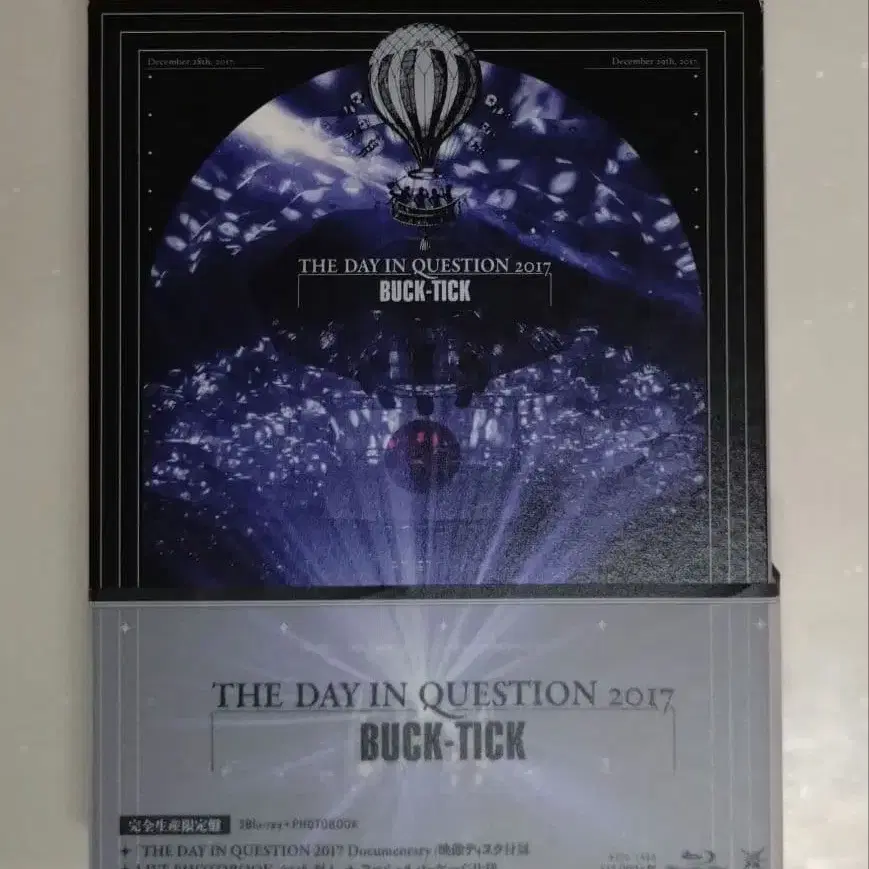 December 28th, 2017
December 29th, 2017
THE DAY IN QUESTION 2017
BUCK-TICK
THE DAY IN QUESTION 2017
BUCK-TICK
完全生産限定盤 2Blu-ray+PHOTOBOOK
THE DAY IN QUESTION 2017 Documentary 映像ディスク付属
LIVE PHOTOBOOK